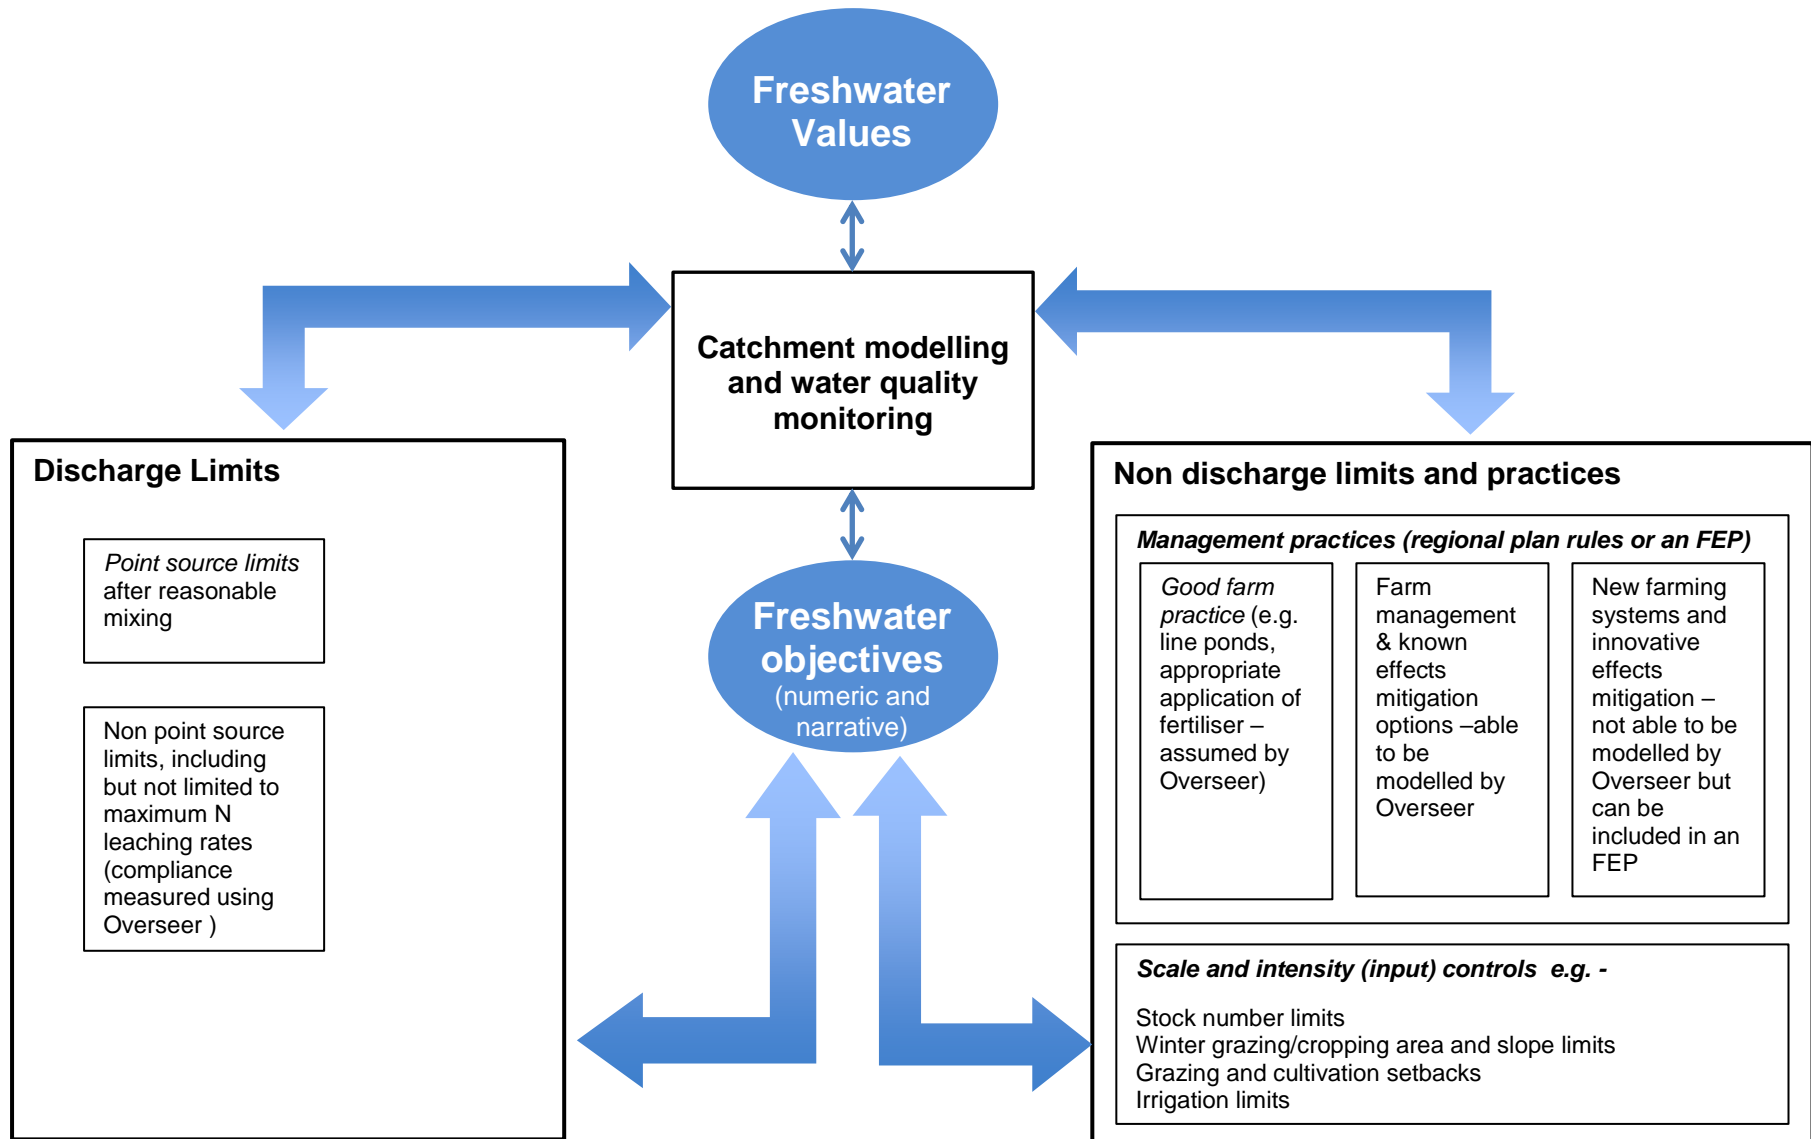 Freshwater
Values
Catchment modelling
and water quality
monitoring
Discharge Limits
Point source limits
after reasonable
mixing
Non point source
limits, including
but not limited to
maximum N
leaching rates
(compliance
measured using
Overseer )
Freshwater
objectives
(numeric and
narrative)
Non discharge limits and practices
Management practices (regional plan rules or an FEP)
Good farm
practice (e.g.
line ponds,
appropriate
application of
fertiliser –
assumed by
Overseer)
Farm
management
& known
effects
mitigation
options –able
to be
modelled by
Overseer
New farming
systems and
innovative
effects
mitigation –
not able to be
modelled by
Overseer but
can be
included in an
FEP
Scale and intensity (input) controls  e.g. -
Stock number limits
Winter grazing/cropping area and slope limits
Grazing and cultivation setbacks
Irrigation limits